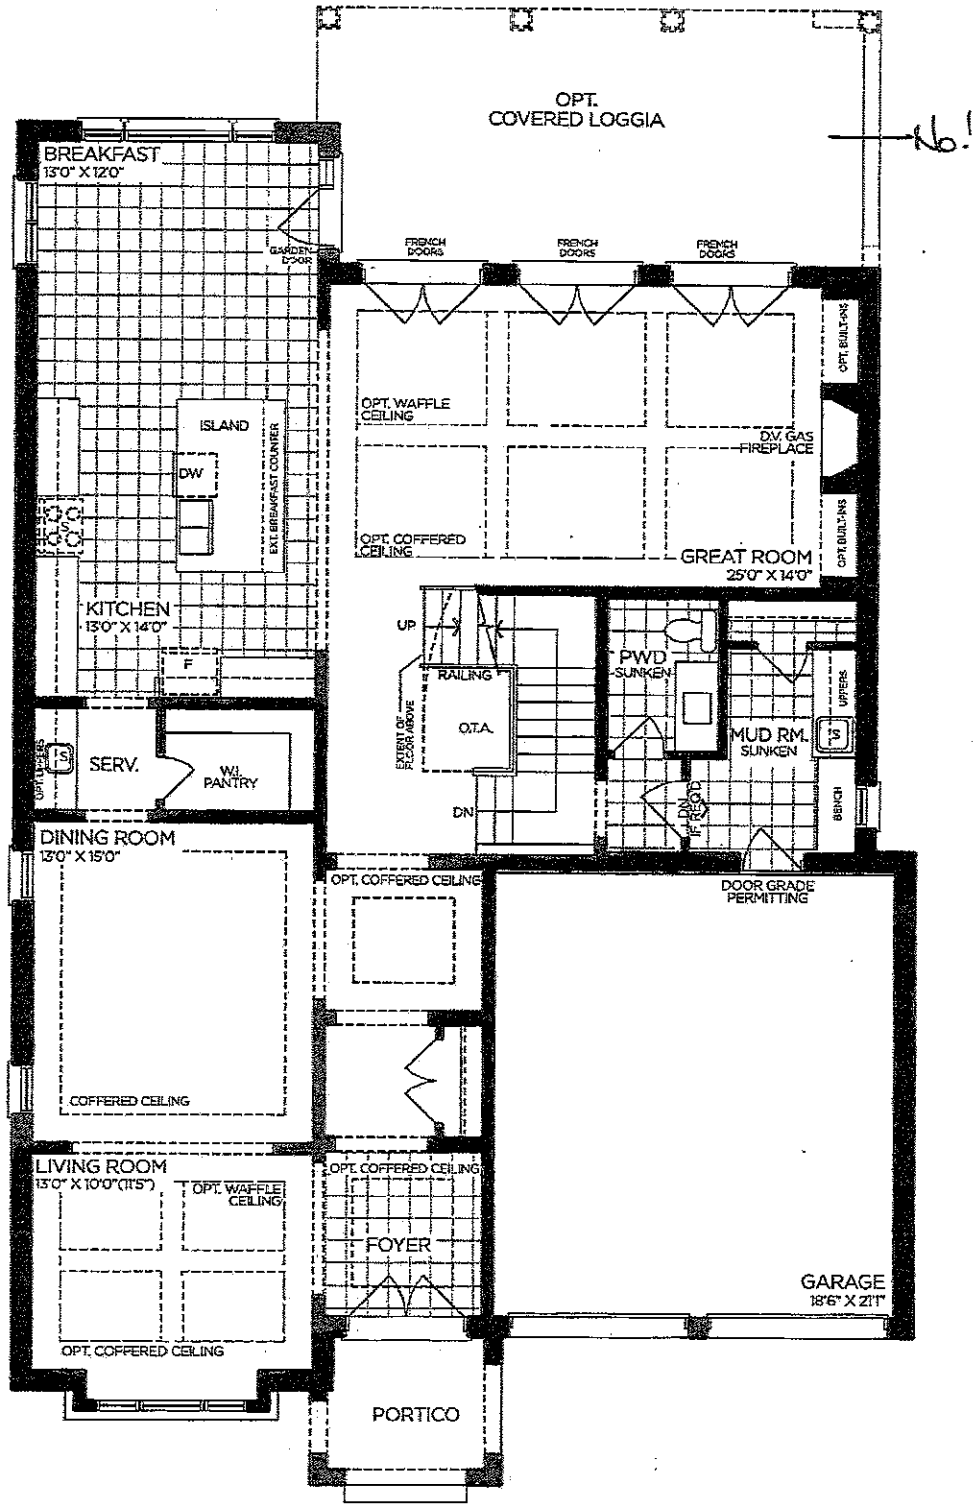 OPT.
COVERED LOGGIA
No!
BREAKFAST
13'0" X 12'0"
GARDEN
DOOR
FRENCH
DOORS
FRENCH
DOORS
FRENCH
DOORS
OPT. BUILT-INS
OPT. WAFFLE
CEILING
ISLAND
DW
EXT. BREAKFAST COUNTER
S
D.V. GAS
FIREPLACE
OPT. COFFERED
CEILING
OPT. BUILT-INS
GREAT ROOM
25'0" X 14'0"
KITCHEN
13'0" X 14'0"
F
UP
RAILING
EXTENT OF
FLOOR ABOVE
O.T.A.
DN
PWD
SUNKEN
UPPERS
MUD RM.
SUNKEN
S
BENCH
DN
IF REQ'D
OPT. UPPERS
S
SERV.
W.I.
PANTRY
DINING ROOM
13'0" X 15'0"
OPT. COFFERED CEILING
DOOR GRADE
PERMITTING
COFFERED CEILING
LIVING ROOM
13'0" X 10'0"(11'5")
OPT. WAFFLE
CEILING
OPT. COFFERED CEILING
FOYER
GARAGE
18'6" X 21'1"
OPT. COFFERED CEILING
PORTICO